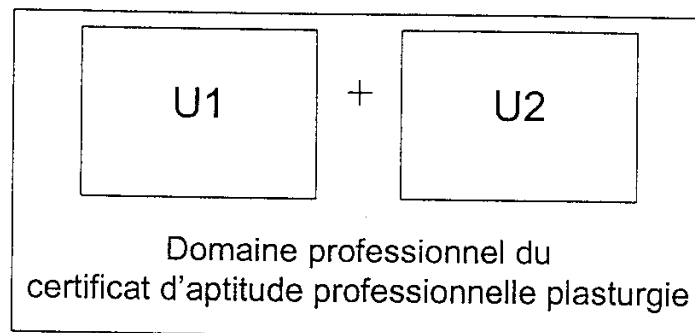 U1 + U2
Domaine professionnel du
certificat d'aptitude professionnelle plasturgie